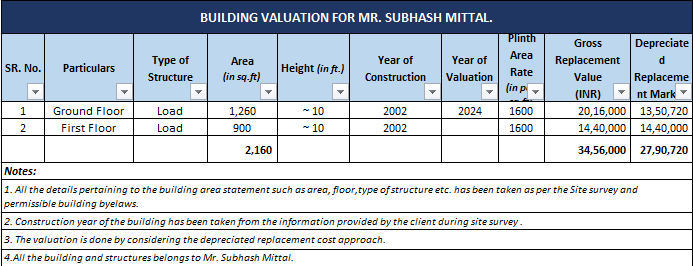 BUILDING VALUATION FOR MR. SUBHASH MITTAL.
SR. No. Particulars Type of Structure Area (in sq.ft) Height (in ft.) Year of Construction Year of Valuation Plinth Area Rate (in Gross Replacement Value (INR) Depreciate d Replaceme nt Mark
1 Ground Floor Load 1,260 ~ 10 2002 2024 1600 20,16,000 13,50,720
2 First Floor Load 900 ~ 10 2002 1600 14,40,000 14,40,000
2,160 34,56,000 27,90,720
Notes:
1. All the details pertaining to the building area statement such as area, floor,type of structure etc. has been taken as per the Site survey and
permissible building byelaws.
2. Construction year of the building has been taken from the information provided by the client during site survey .
3. The valuation is done by considering the depreciated replacement cost approach.
4.All the building and structures belongs to Mr. Subhash Mittal.